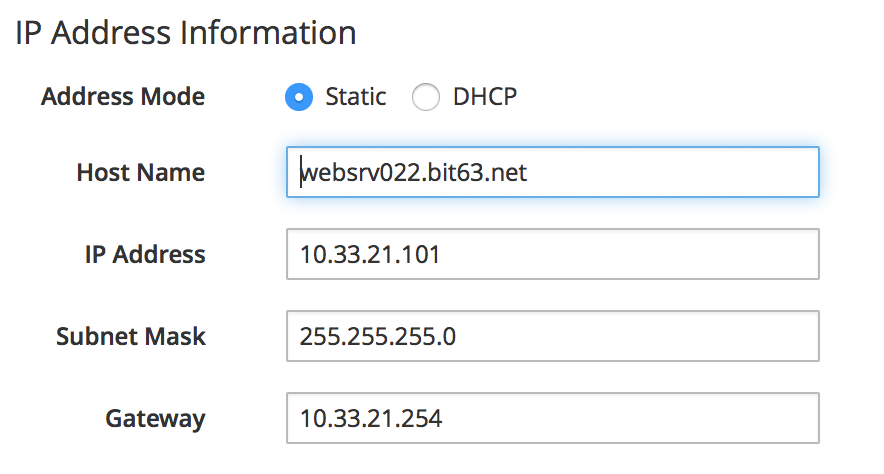 IP Address Information
Address Mode Static DHCP
Host Name websrv022.bit63.net
IP Address 10.33.21.101
Subnet Mask 255.255.255.0
Gateway 10.33.21.254